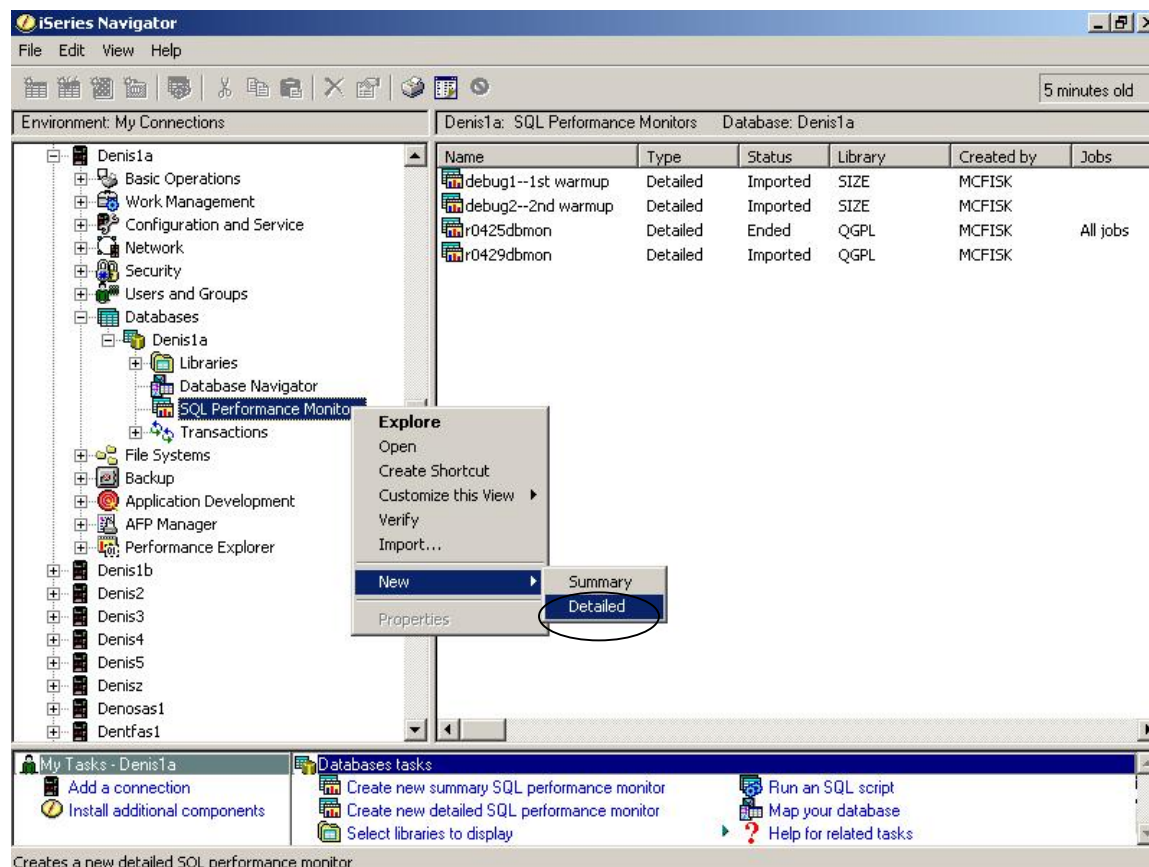 iSeries Navigator
File Edit View Help
5 minutes old
Environment: My Connections
Denis1a: SQL Performance Monitors Database: Denis1a
Denis1a
Basic Operations
Work Management
Configuration and Service
Network
Security
Users and Groups
Databases
Denis1a
Libraries
Database Navigator
SQL Performance Monitor
Transactions
File Systems
Backup
Application Development
AFP Manager
Performance Explorer
Denis1b
Denis2
Denis3
Denis4
Denis5
Denisz
Denosas1
Dentfas1
Name Type Status Library Created by Jobs
debug1--1st warmup Detailed Imported SIZE MCFISK
debug2--2nd warmup Detailed Imported SIZE MCFISK
r0425dbmon Detailed Ended QGPL MCFISK All jobs
r0429dbmon Detailed Imported QGPL MCFISK
Explore
Open
Create Shortcut
Customize this View
Verify
Import...
New
Properties
Summary
Detailed
My Tasks - Denis1a
Add a connection
Install additional components
Databases tasks
Create new summary SQL performance monitor
Create new detailed SQL performance monitor
Select libraries to display
Run an SQL script
Map your database
? Help for related tasks
Creates a new detailed SQL performance monitor